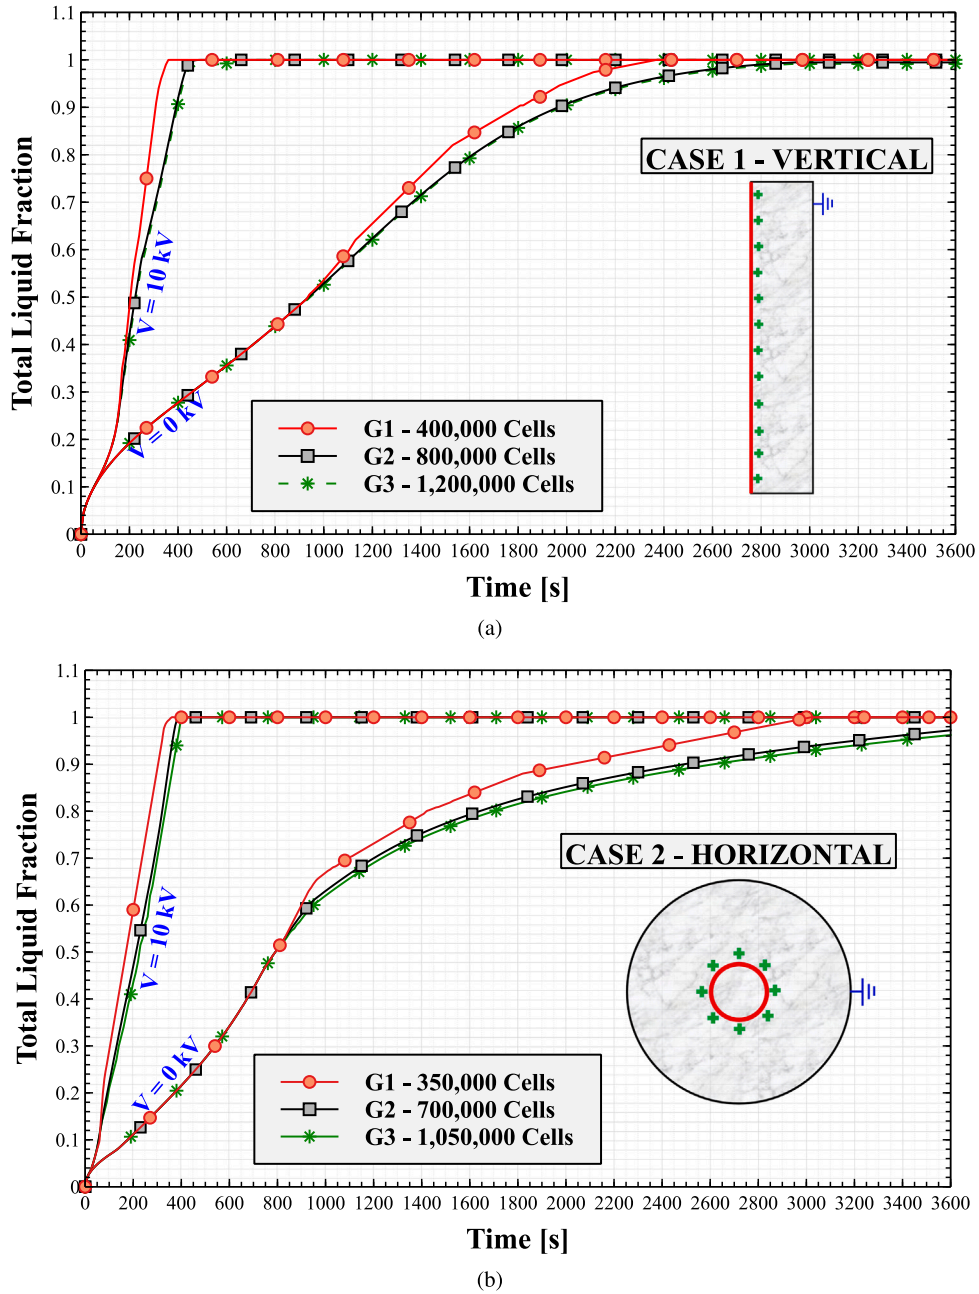 1.1
1
0.9
0.8
0.7
0.6
0.5
0.4
0.3
0.2
0.1
0
Total Liquid Fraction
V = 10 kV
V = 0 kV
CASE 1 - VERTICAL
G1 - 400,000 Cells
G2 - 800,000 Cells
G3 - 1,200,000 Cells
0 200 400 600 800 1000 1200 1400 1600 1800 2000 2200 2400 2600 2800 3000 3200 3400 3600
Time [s]
(a)
1.1
1
0.9
0.8
0.7
0.6
0.5
0.4
0.3
0.2
0.1
0
Total Liquid Fraction
V = 10 kV
V = 0 kV
CASE 2 - HORIZONTAL
G1 - 350,000 Cells
G2 - 700,000 Cells
G3 - 1,050,000 Cells
0 200 400 600 800 1000 1200 1400 1600 1800 2000 2200 2400 2600 2800 3000 3200 3400 3600
Time [s]
(b)